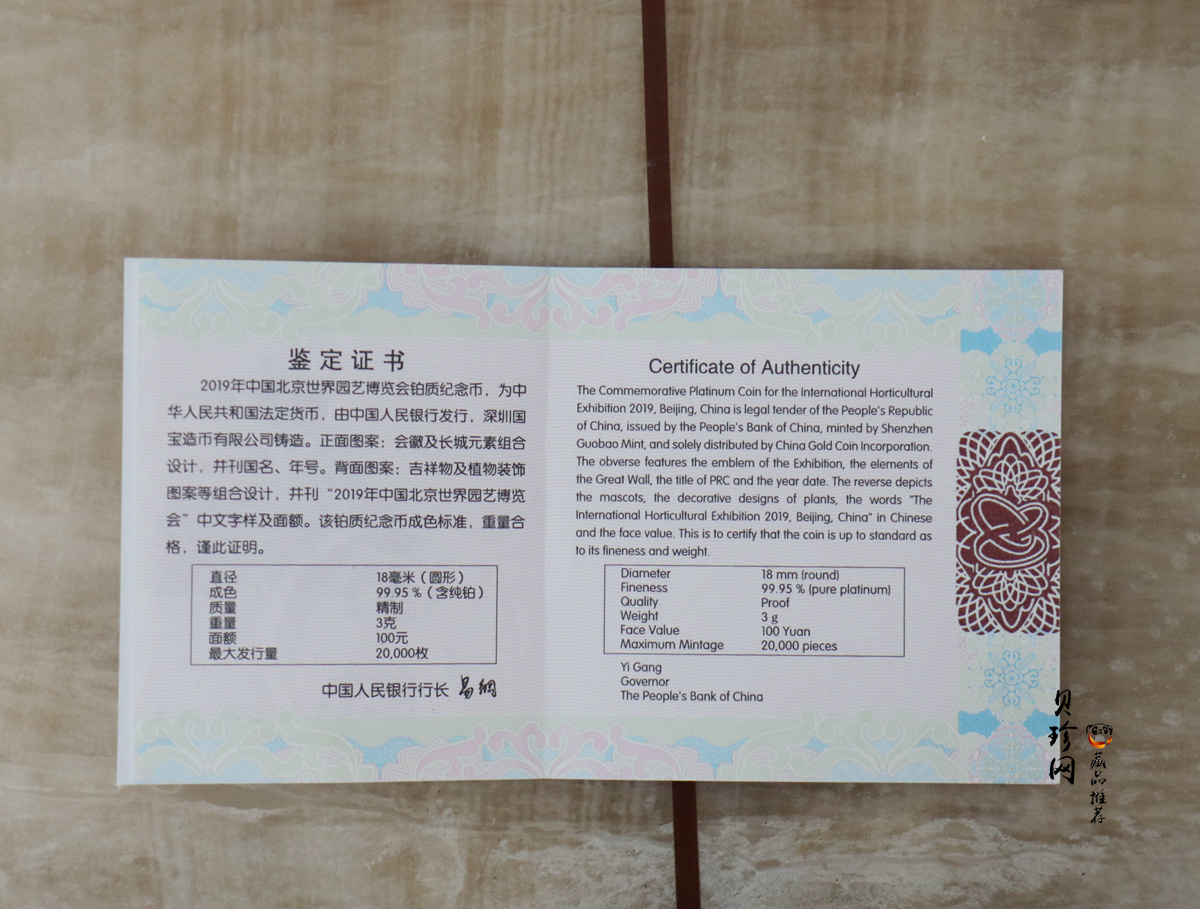 鉴定证书
2019年中国北京世界园艺博览会铂质纪念币，为中
华人民共和国法定货币，由中国人民银行发行，深圳国
宝造币有限公司铸造。正面图案：会徽及长城元素组合
设计，并刊国名、年号。背面图案：吉祥物及植物装饰
图案等组合设计，并刊“2019年中国北京世界园艺博览
会”中文字样及面额。该铂质纪念币成色标准，重量合
格，谨此证明。
直径 18毫米（圆形）
成色 99.95 %（含纯铂）
质量 精制
重量 3克
面额 100元
最大发行量 20,000枚
中国人民银行行长 易纲
Certificate of Authenticity
The Commemorative Platinum Coin for the International Horticultural
Exhibition 2019, Beijing, China is legal tender of the People's Republic
of China, issued by the People's Bank of China, minted by Shenzhen
Guobao Mint, and solely distributed by China Gold Coin Incorporation.
The obverse features the emblem of the Exhibition, the elements of
the Great Wall, the title of PRC and the year date. The reverse depicts
the mascots, the decorative designs of plants, the words "The
International Horticultural Exhibition 2019, Beijing, China" in Chinese
and the face value. This is to certify that the coin is up to standard as
to its fineness and weight.
Diameter 18 mm (round)
Fineness 99.95 % (pure platinum)
Quality Proof
Weight 3 g
Face Value 100 Yuan
Maximum Mintage 20,000 pieces
Yi Gang
Governor
The People's Bank of China
贝珍网
藏品推荐